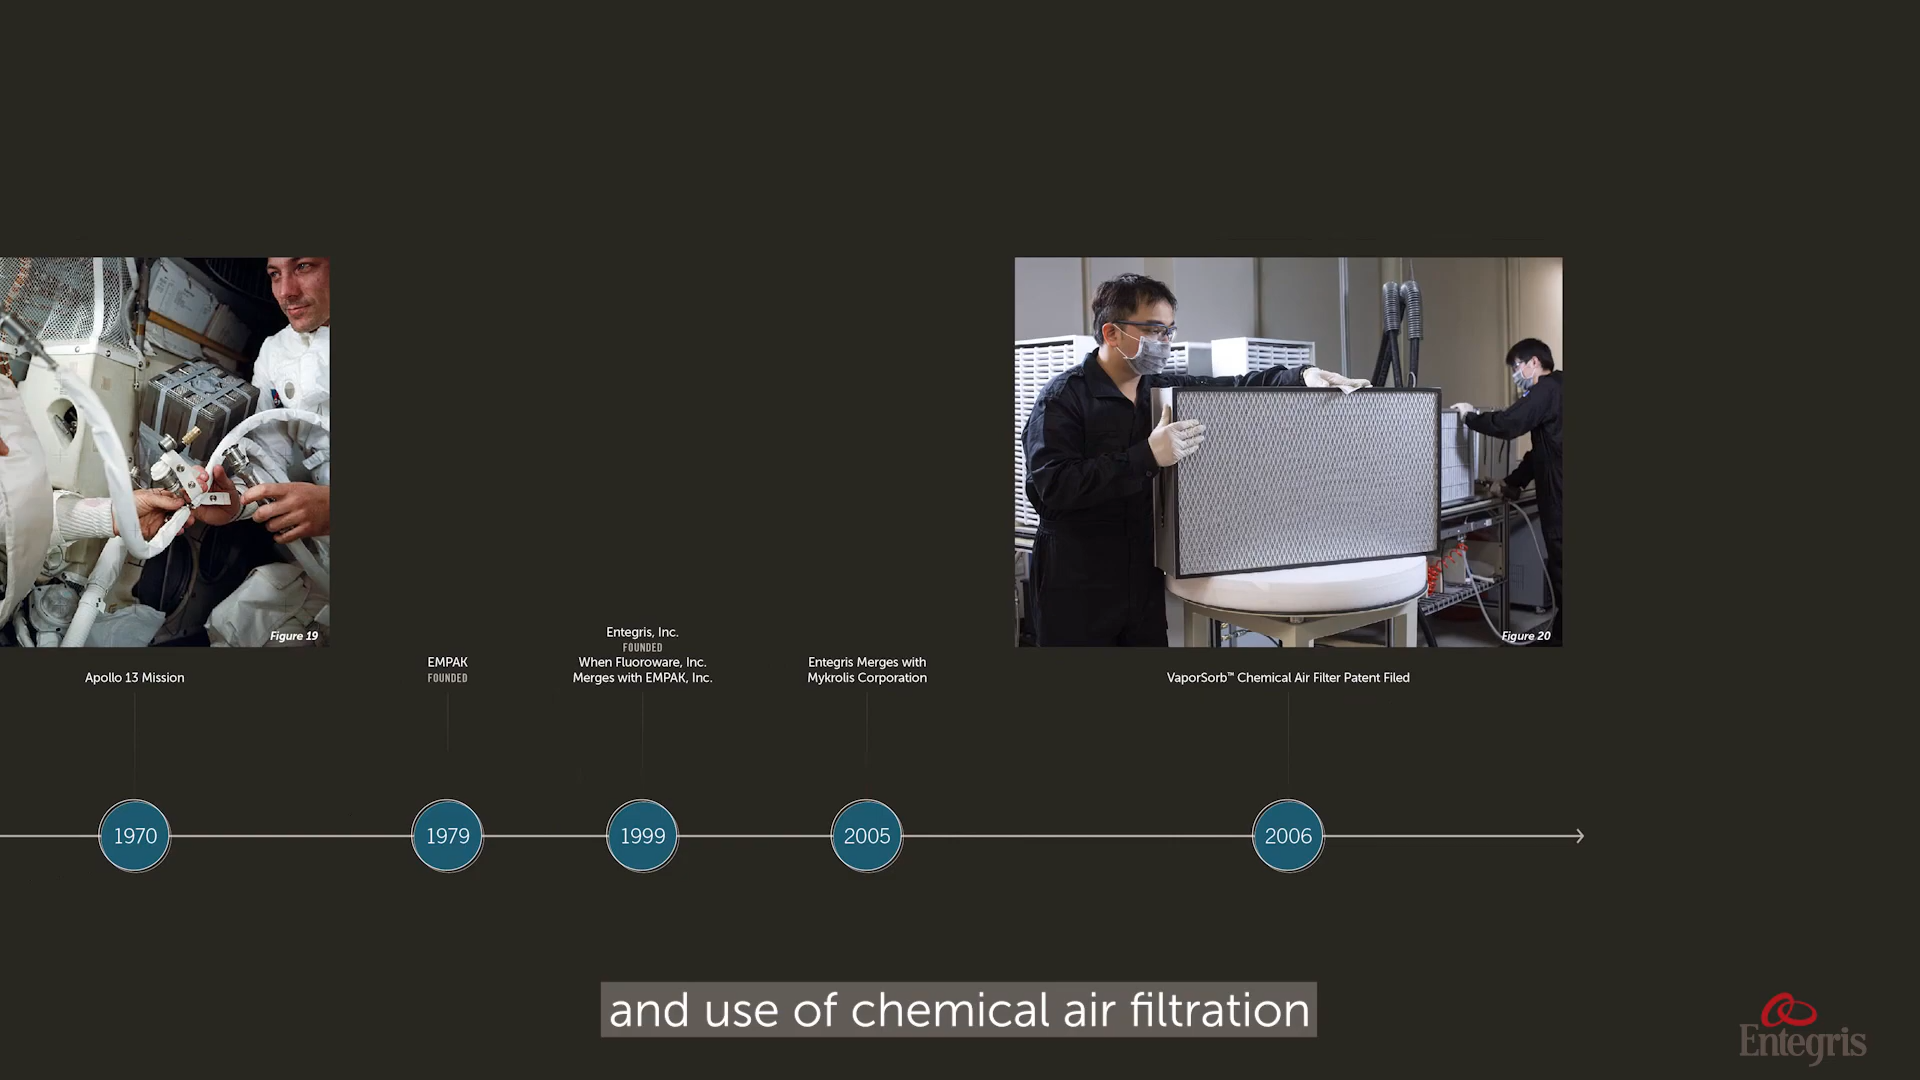 Figure 19
Figure 20
Apollo 13 Mission
EMPAK
FOUNDED
Entegris, Inc.
FOUNDED
When Fluoroware, Inc.
Merges with EMPAK, Inc.
Entegris Merges with
Mykrolis Corporation
VaporSorb™ Chemical Air Filter Patent Filed
1970
1979
1999
2005
2006
and use of chemical air filtration
Entegris